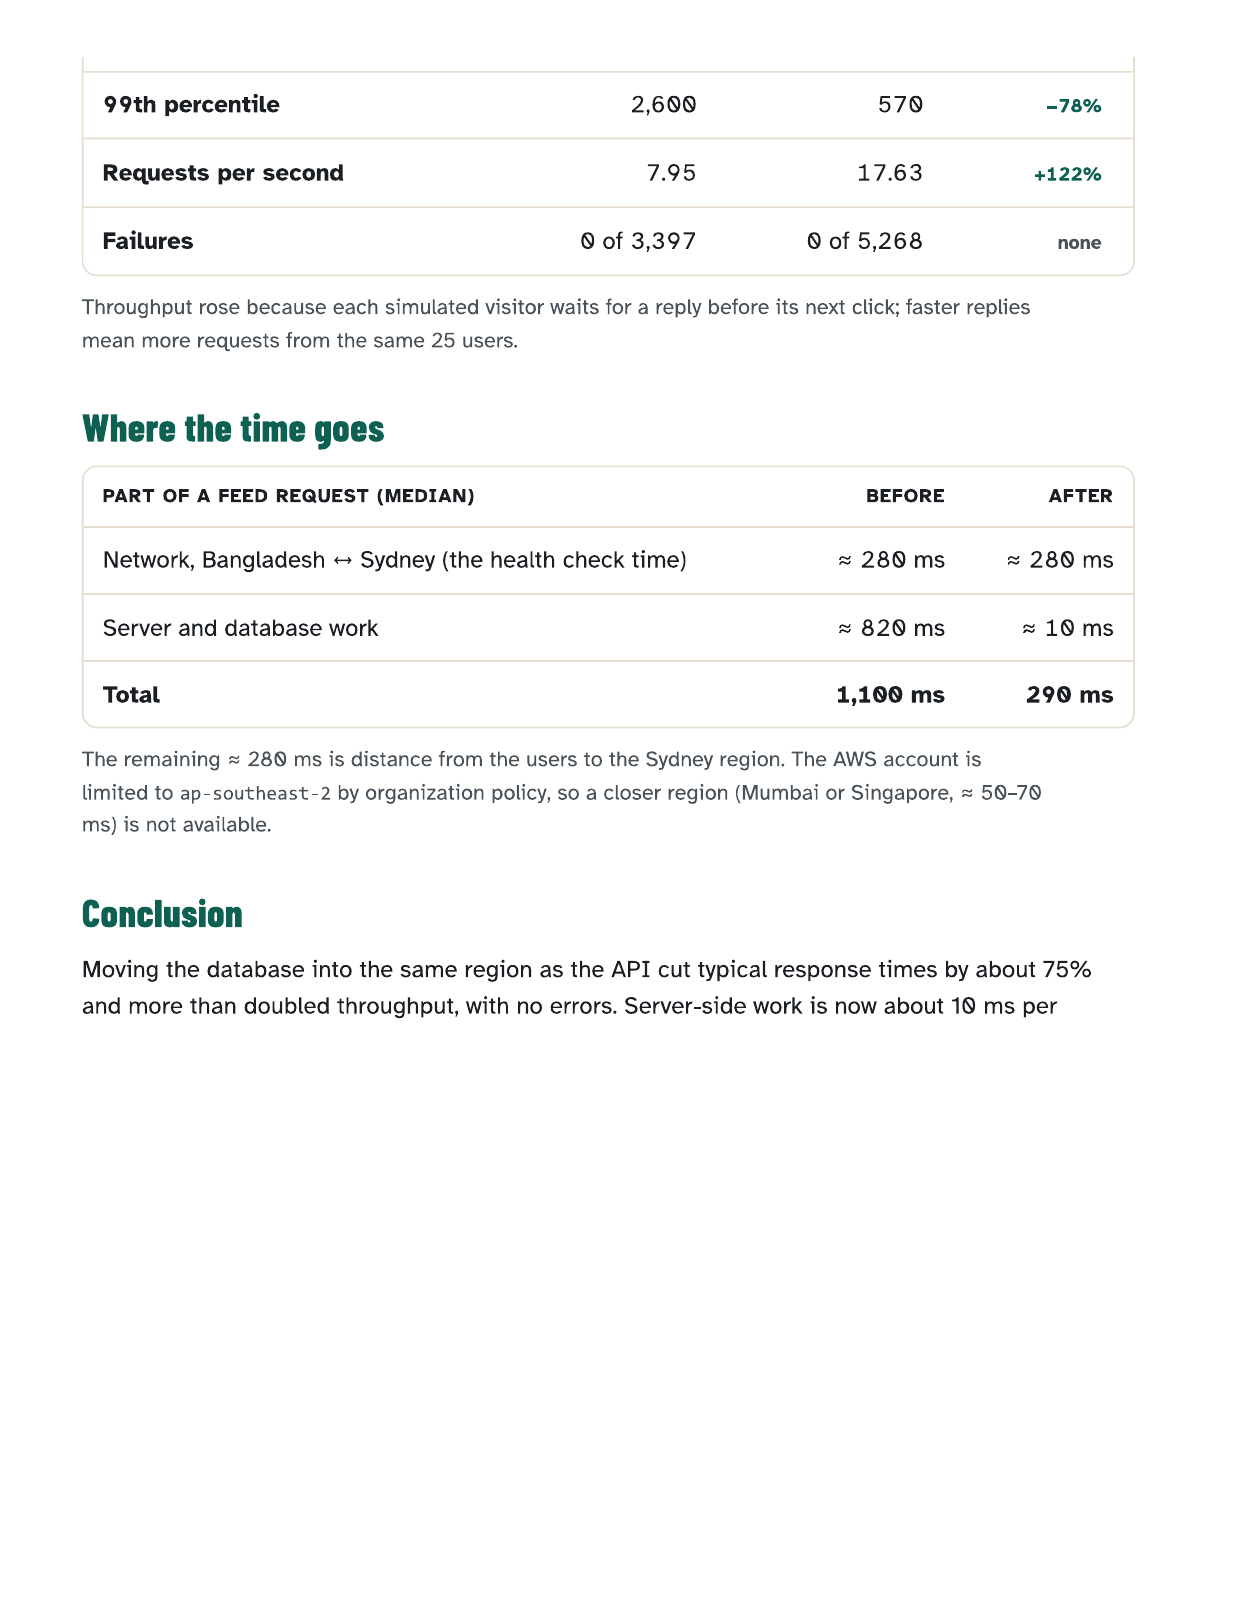 99th percentile 2,600 570 −78%
Requests per second 7.95 17.63 +122%
Failures 0 of 3,397 0 of 5,268 none
Throughput rose because each simulated visitor waits for a reply before its next click; faster replies
mean more requests from the same 25 users.
Where the time goes
PART OF A FEED REQUEST (MEDIAN) BEFORE AFTER
Network, Bangladesh ↔ Sydney (the health check time) ≈ 280 ms ≈ 280 ms
Server and database work ≈ 820 ms ≈ 10 ms
Total 1,100 ms 290 ms
The remaining ≈ 280 ms is distance from the users to the Sydney region. The AWS account is
limited to ap-southeast-2 by organization policy, so a closer region (Mumbai or Singapore, ≈ 50–70
ms) is not available.
Conclusion
Moving the database into the same region as the API cut typical response times by about 75%
and more than doubled throughput, with no errors. Server-side work is now about 10 ms per